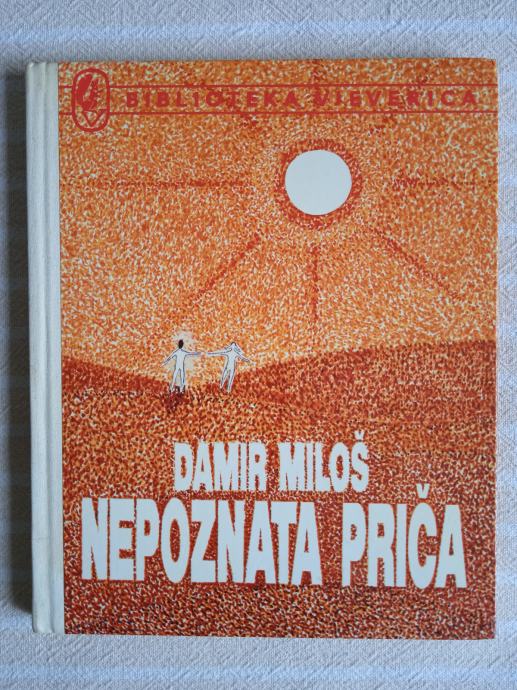 BIBLIOTEKA VJEVERICA
DAMIR MILOŠ
NEPOZNATA PRIČA